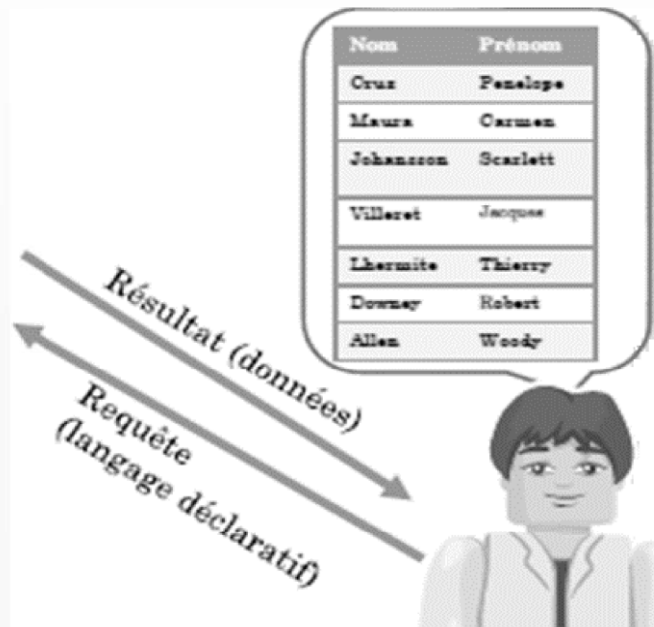 Nom Prénom
Cruz Penelope
Maura Carmen
Johansson Scarlett
Villeret Jacques
Lhermite Thierry
Downey Robert
Allen Woody
Résultat (données)
Requête
(langage déclaratif)